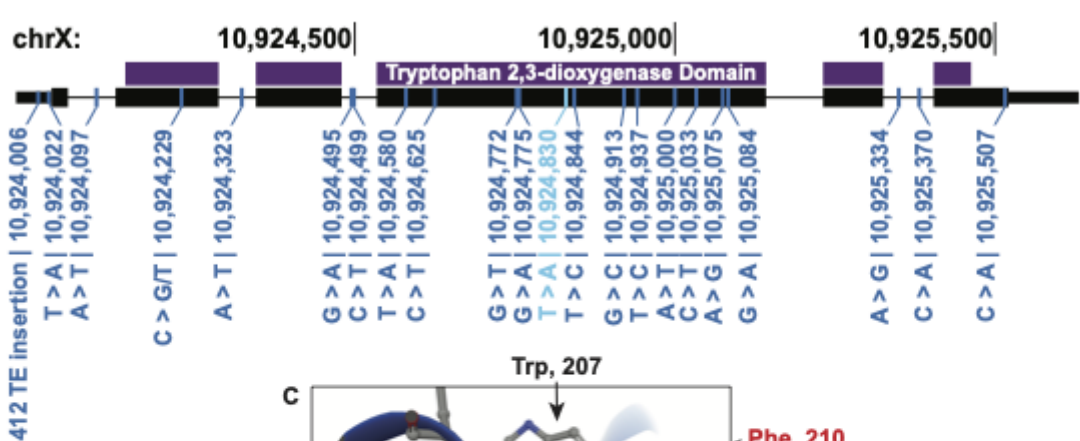 chrX: 10,924,500| 10,925,000| 10,925,500|
Tryptophan 2,3-dioxygenase Domain
412 TE insertion | 10,924,006
T > A | 10,924,022
A > T | 10,924,097
C > G/T | 10,924,229
A > T | 10,924,323
G > A | 10,924,495
C > T | 10,924,499
T > A | 10,924,580
C > T | 10,924,625
G > T | 10,924,772
G > A | 10,924,775
T > A | 10,924,830
T > C | 10,924,844
G > C | 10,924,913
T > C | 10,924,937
A > T | 10,925,000
C > T | 10,925,033
A > G | 10,925,075
G > A | 10,925,084
A > G | 10,925,334
C > A | 10,925,370
C > A | 10,925,507
Trp, 207
C
Phe, 210